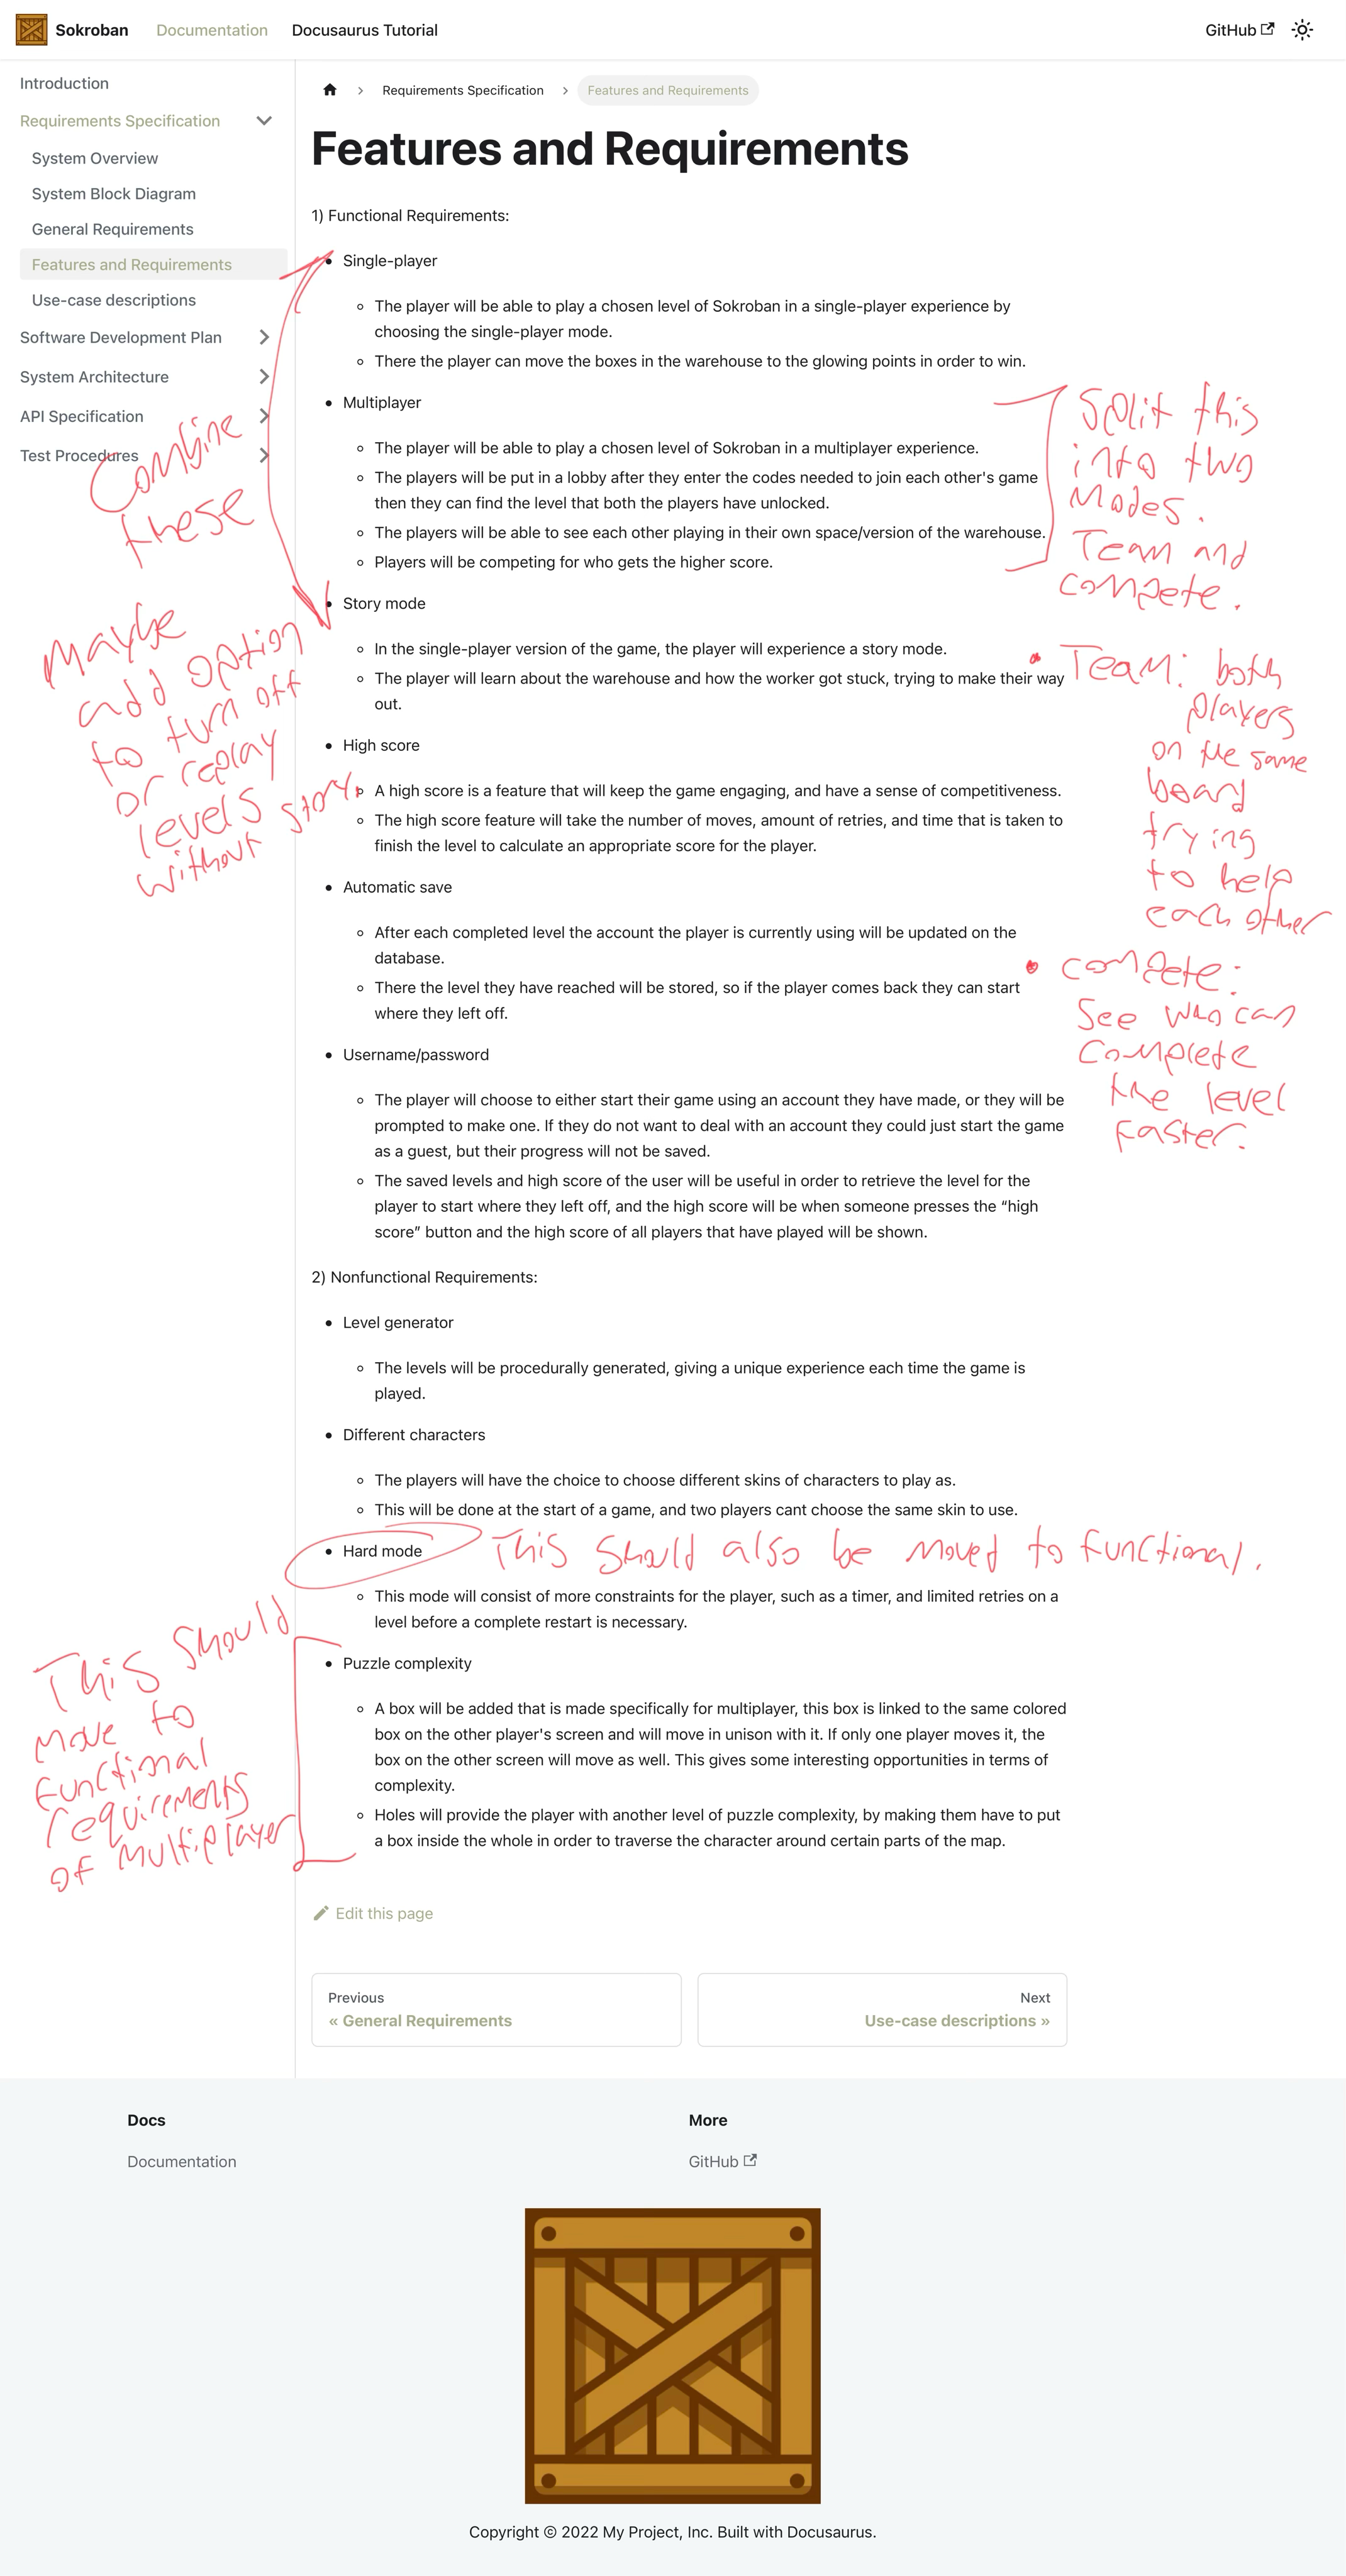 Sokroban Documentation Docusaurus Tutorial GitHub
Introduction
Requirements Specification
System Overview
System Block Diagram
General Requirements
Features and Requirements
Use-case descriptions
Software Development Plan
System Architecture
API Specification
Test Procedures
Combine
these
Maybe
add option
to turn off
or replay
levels
without story.
Requirements Specification Features and Requirements
Features and Requirements
1) Functional Requirements:
Single-player
The player will be able to play a chosen level of Sokroban in a single-player experience by
choosing the single-player mode.
There the player can move the boxes in the warehouse to the glowing points in order to win.
Multiplayer
The player will be able to play a chosen level of Sokroban in a multiplayer experience.
The players will be put in a lobby after they enter the codes needed to join each other's game
then they can find the level that both the players have unlocked.
The players will be able to see each other playing in their own space/version of the warehouse.
Players will be competing for who gets the higher score.
Split this
into two
Modes.
Team and
compete.
Team: both
players
on the same
board
trying
to help
each other
compete:
See who can
Complete
the level
Faster.
Story mode
In the single-player version of the game, the player will experience a story mode.
The player will learn about the warehouse and how the worker got stuck, trying to make their way
out.
High score
A high score is a feature that will keep the game engaging, and have a sense of competitiveness.
The high score feature will take the number of moves, amount of retries, and time that is taken to
finish the level to calculate an appropriate score for the player.
Automatic save
After each completed level the account the player is currently using will be updated on the
database.
There the level they have reached will be stored, so if the player comes back they can start
where they left off.
Username/password
The player will choose to either start their game using an account they have made, or they will be
prompted to make one. If they do not want to deal with an account they could just start the game
as a guest, but their progress will not be saved.
The saved levels and high score of the user will be useful in order to retrieve the level for the
player to start where they left off, and the high score will be when someone presses the “high
score” button and the high score of all players that have played will be shown.
2) Nonfunctional Requirements:
Level generator
The levels will be procedurally generated, giving a unique experience each time the game is
played.
Different characters
The players will have the choice to choose different skins of characters to play as.
This will be done at the start of a game, and two players cant choose the same skin to use.
Hard mode This should also be moved to functional.
This mode will consist of more constraints for the player, such as a timer, and limited retries on a
level before a complete restart is necessary.
This should
move to
functional
requirements
of multiplayer
Puzzle complexity
A box will be added that is made specifically for multiplayer, this box is linked to the same colored
box on the other player's screen and will move in unison with it. If only one player moves it, the
box on the other screen will move as well. This gives some interesting opportunities in terms of
complexity.
Holes will provide the player with another level of puzzle complexity, by making them have to put
a box inside the whole in order to traverse the character around certain parts of the map.
Edit this page
Previous
« General Requirements
Next
Use-case descriptions »
Docs
Documentation
More
GitHub
Copyright © 2022 My Project, Inc. Built with Docusaurus.